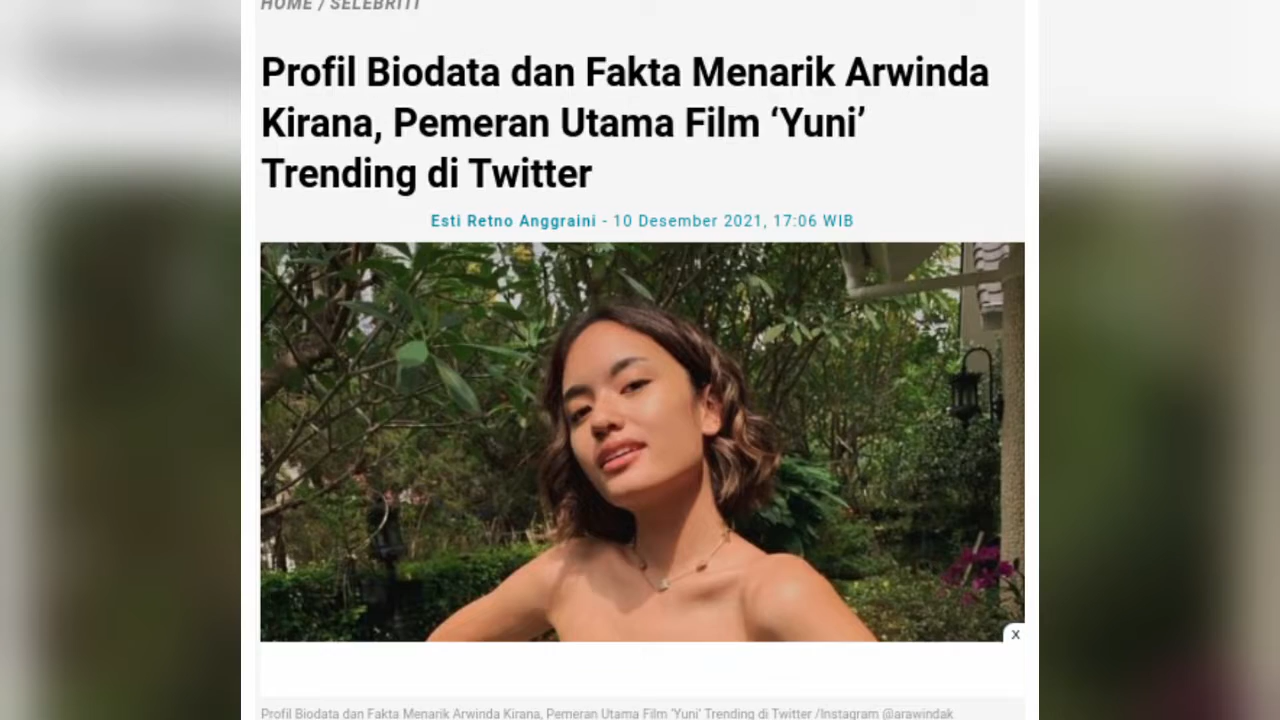 HOME / SELEBRITI
Profil Biodata dan Fakta Menarik Arwinda
Kirana, Pemeran Utama Film ‘Yuni’
Trending di Twitter
Esti Retno Anggraini - 10 Desember 2021, 17:06 WIB
X
Profil Biodata dan Fakta Menarik Arwinda Kirana, Pemeran Utama Film 'Yuni' Trending di Twitter /Instagram @arawindak